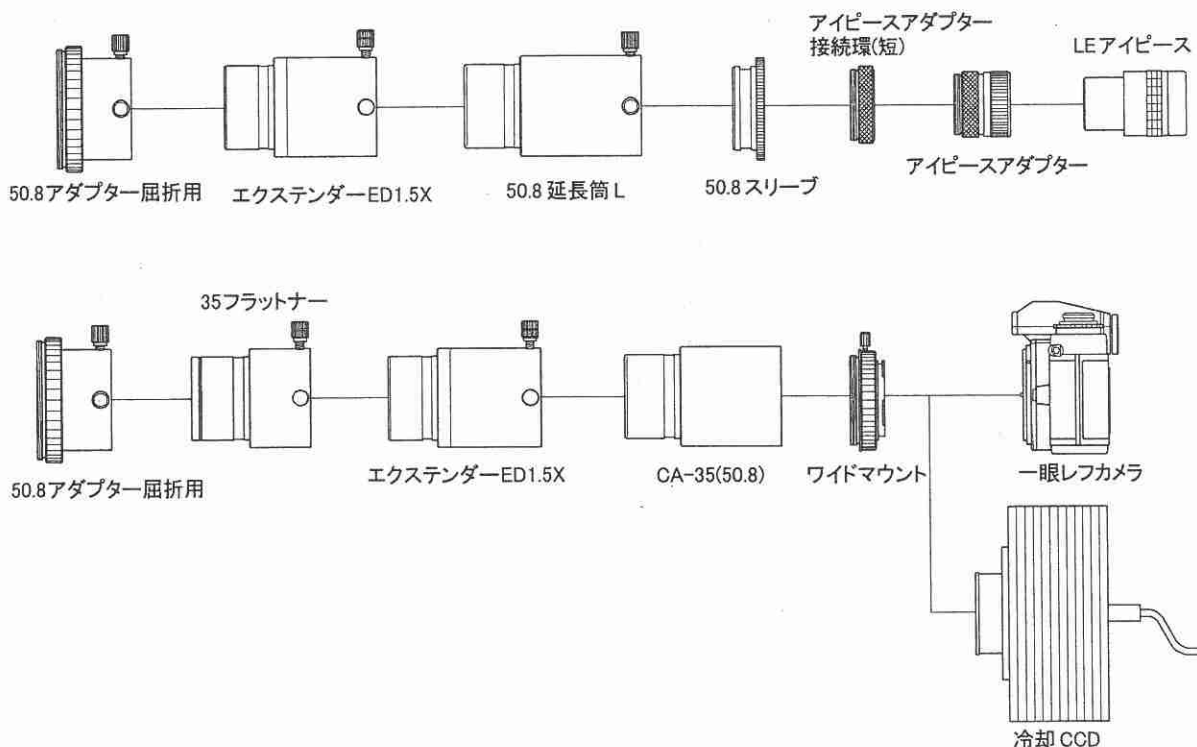 アイピースアダプター
接続環(短)
LEアイピース
50.8アダプター屈折用
エクステンダーED1.5X
50.8延長筒L
50.8スリーブ
アイピースアダプター
35フラットナー
50.8アダプター屈折用
エクステンダーED1.5X
CA-35(50.8)
ワイドマウント
一眼レフカメラ
冷却CCD